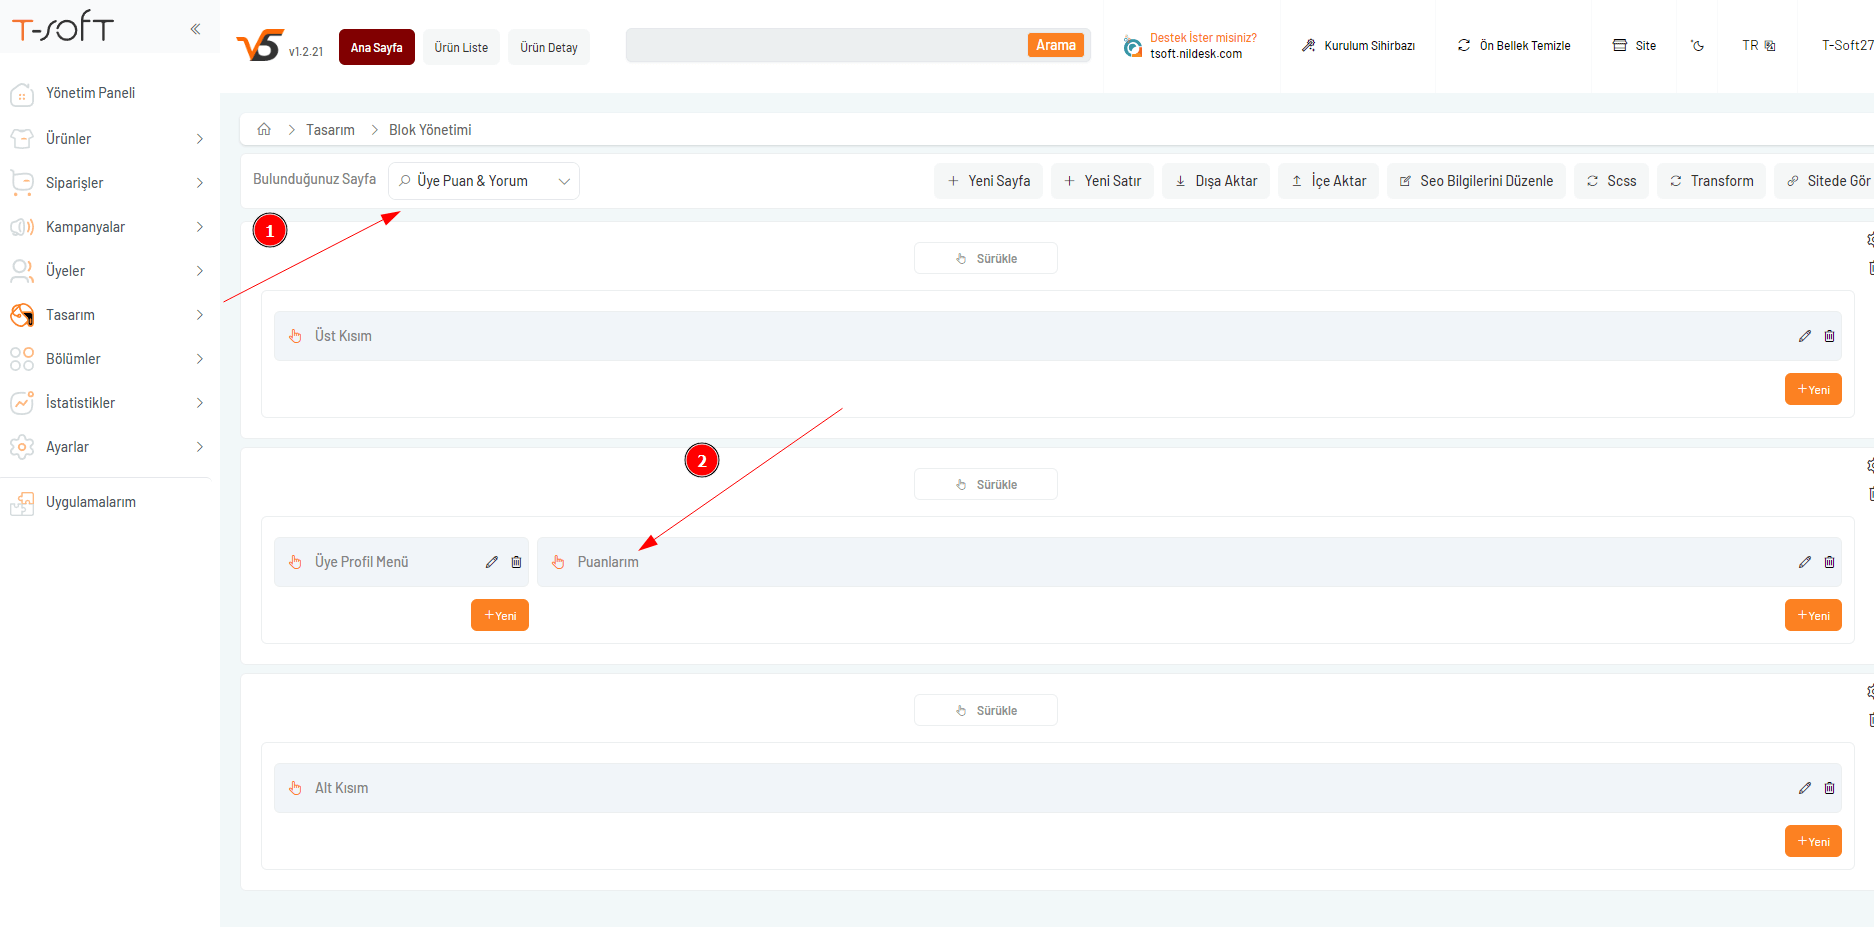 T-SOFT
V5 v1.2.21
Ana Sayfa
Ürün Liste
Ürün Detay
Arama
Destek İster misiniz?
tsoft.nildesk.com
Kurulum Sihirbazı
Ön Bellek Temizle
Site
TR
T-Soft27
Yönetim Paneli
Ürünler
Siparişler
Kampanyalar
Üyeler
Tasarım
Bölümler
İstatistikler
Ayarlar
Uygulamalarım
Tasarım
Blok Yönetimi
Bulunduğunuz Sayfa
Üye Puan & Yorum
Yeni Sayfa
Yeni Satır
Dışa Aktar
İçe Aktar
Seo Bilgilerini Düzenle
Scss
Transform
Sitede Gör
1
Sürükle
Üst Kısım
+Yeni
2
Sürükle
Üye Profil Menü
Puanlarım
+Yeni
+Yeni
Sürükle
Alt Kısım
+Yeni